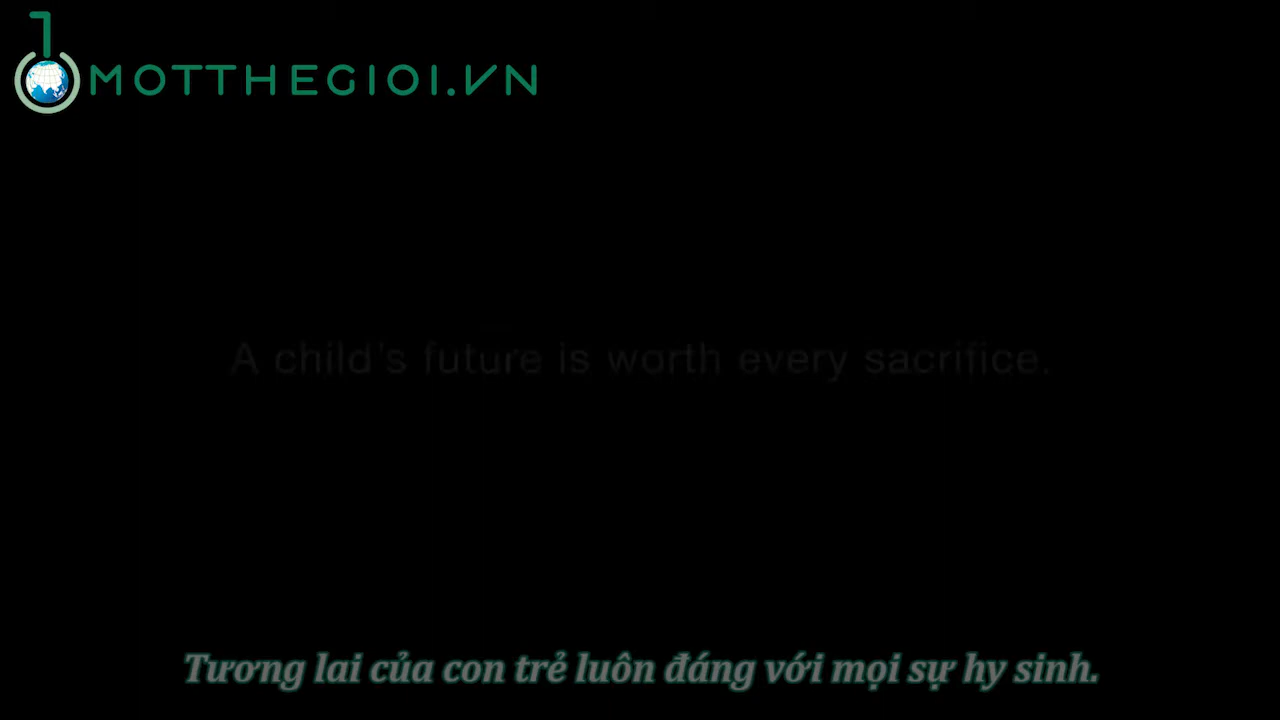 1
MOTTHEGIOI.VN
A child's future is worth every sacrifice.
Tương lai của con trẻ luôn đáng với mọi sự hy sinh.